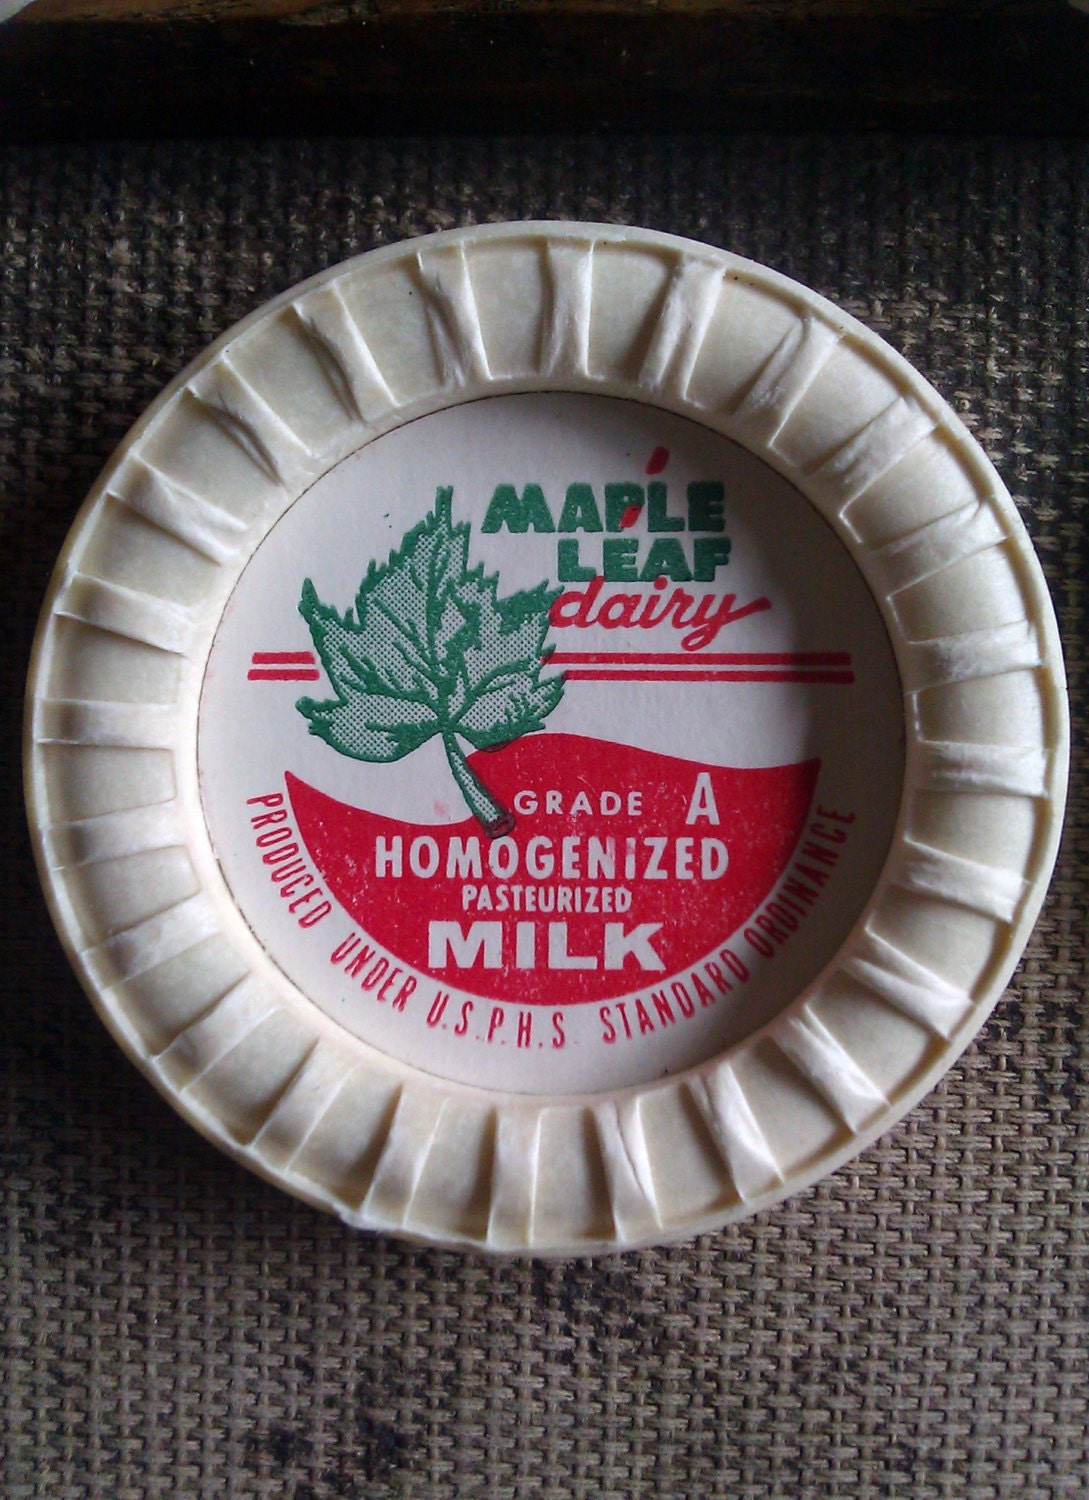 MAPLE
LEAF
dairy
GRADE A
HOMOGENiZED
PASTEURIZED
MILK
PRODUCED UNDER U.S.P.H.S. STANDARD ORDINANCE